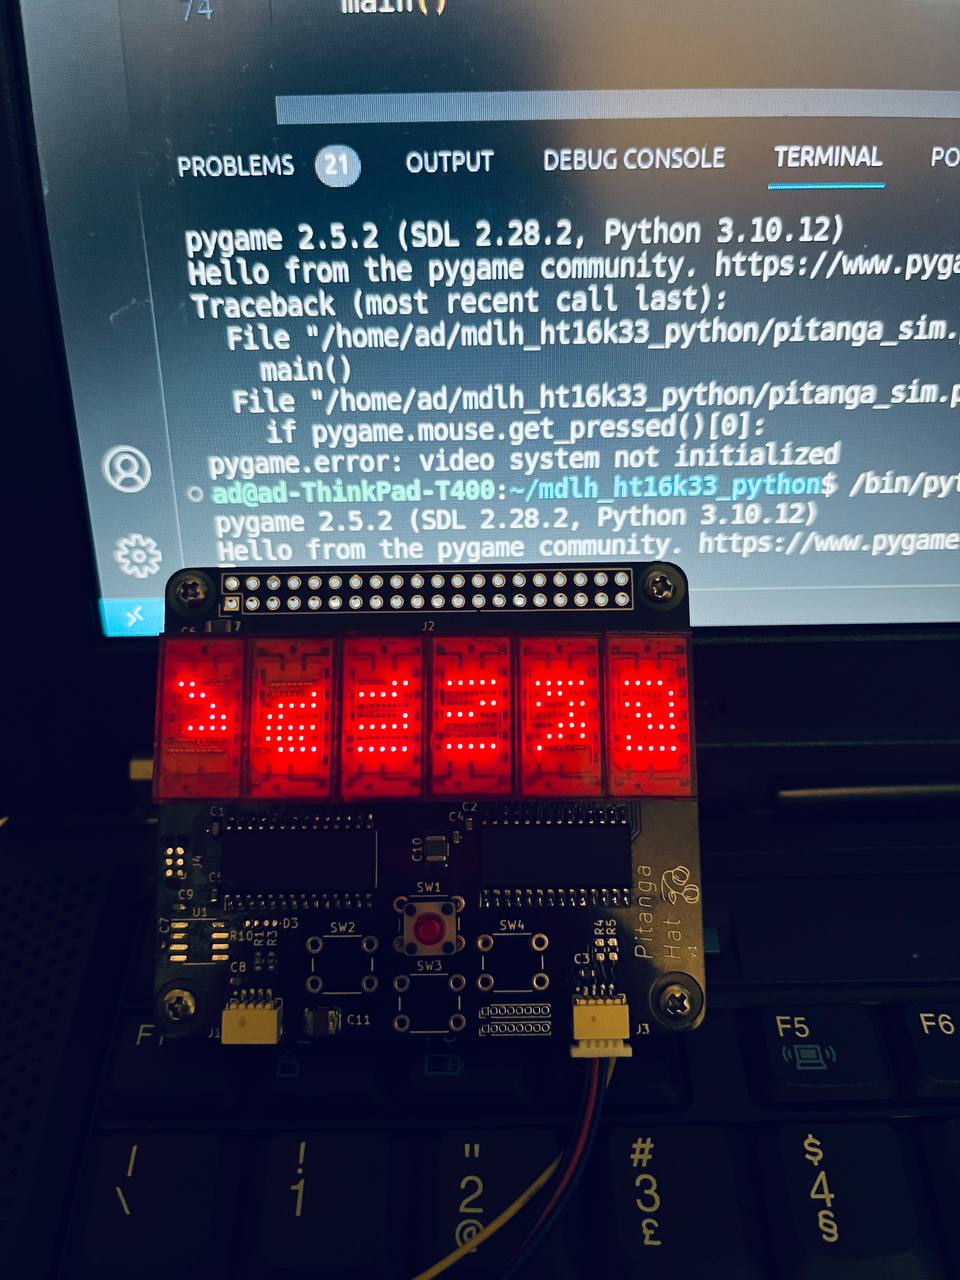 74
main()
PROBLEMS 21 OUTPUT DEBUG CONSOLE TERMINAL PO
pygame 2.5.2 (SDL 2.28.2, Python 3.10.12)
Hello from the pygame community. https://www.pyga
Traceback (most recent call last):
File "/home/ad/mdlh_ht16k33_python/pitanga_sim.
main()
File "/home/ad/mdlh_ht16k33_python/pitanga_sim.p
if pygame.mouse.get_pressed()[0]:
pygame.error: video system not initialized
ad@ad-ThinkPad-T400:~/mdlh_ht16k33_python$ /bin/pyt
pygame 2.5.2 (SDL 2.28.2, Python 3.10.12)
Hello from the pygame community. https://www.pygame
J2
C1
C2
C4
C10
J4
C9
U1
C7
SW1
Pitanga
Hat
v1
R10
R1
R3
D3
SW2
SW4
R4
R5
C8
SW3
C3
J1
C11
J3
F5
F6
| \
! 1
" 2 @
# 3 £
$ 4 §